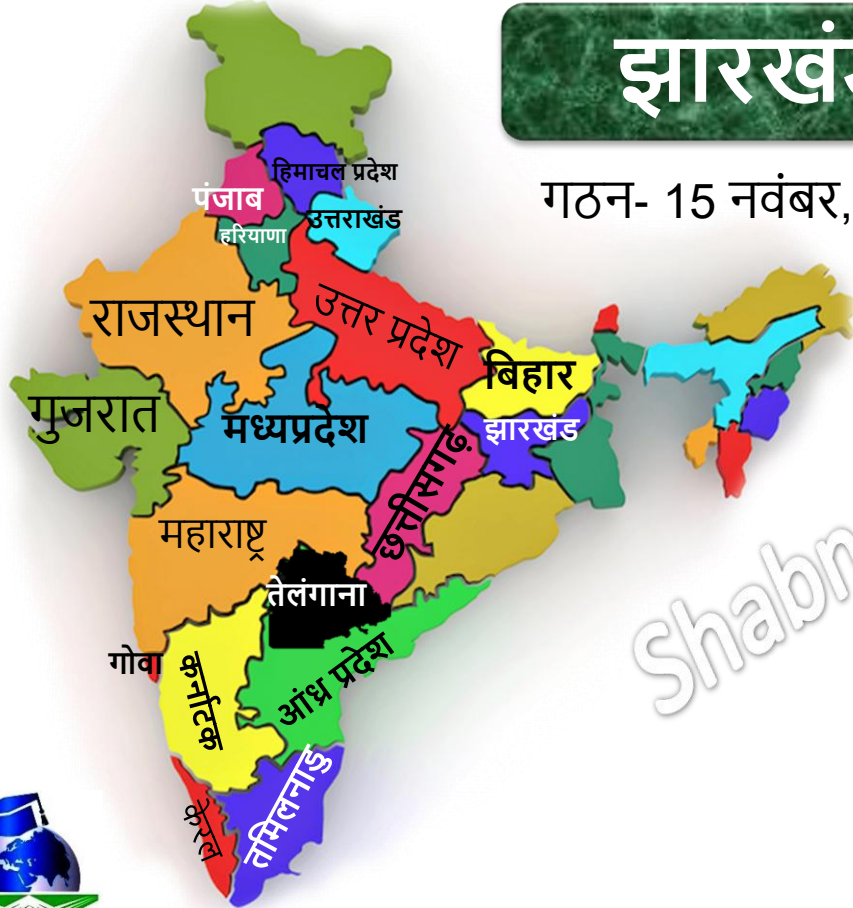 झारखं
गठन- 15 नवंबर,
हिमाचल प्रदेश
पंजाब
उत्तराखंड
हरियाणा
राजस्थान
उत्तर प्रदेश
बिहार
गुजरात
मध्यप्रदेश
झारखंड
छत्तीसगढ़
महाराष्ट्र
तेलंगाना
गोवा
कर्नाटक
आंध्र प्रदेश
तमिलनाडु
केरल
Shabn